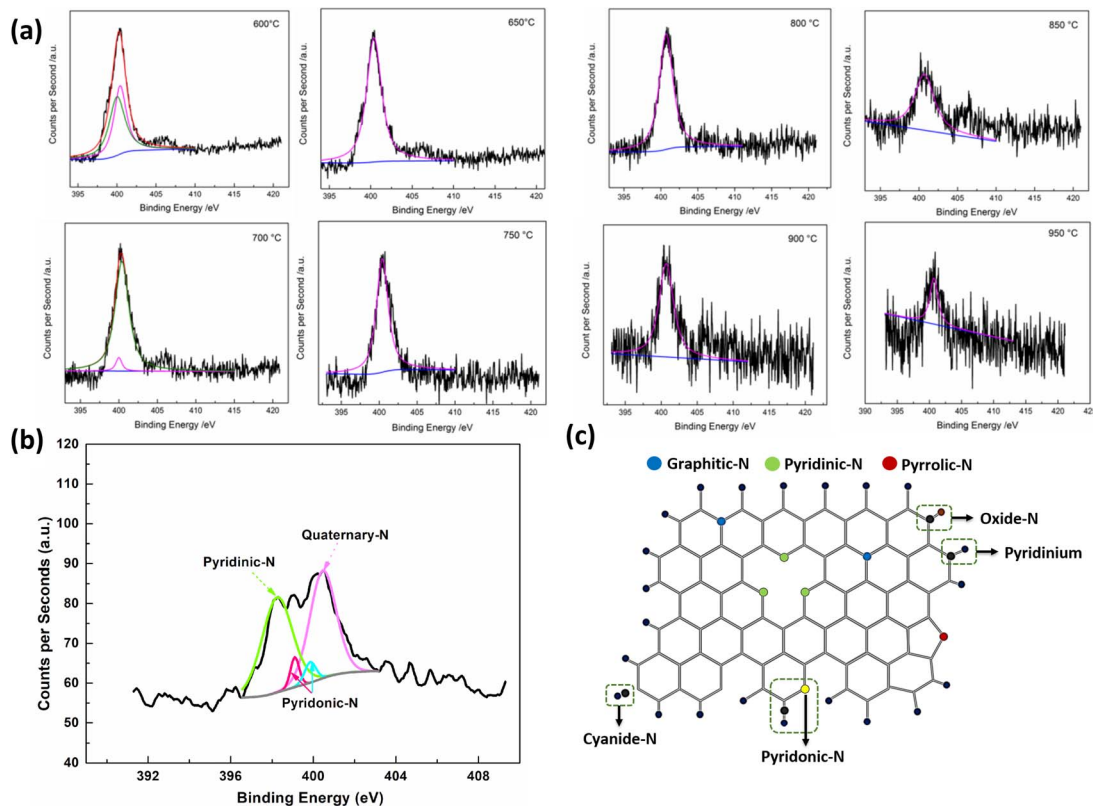 (a)
600°C
Counts per Second /a.u.
395 400 405 410 415 420
Binding Energy /eV
650°C
Counts per Second /a.u.
395 400 405 410 415 420
Binding Energy /eV
800 °C
Counts per Second /a.u.
395 400 405 410 415 420
Binding Energy /eV
850 °C
Counts per Second /a.u.
395 400 405 410 415 420
Binding Energy /eV
700 °C
Counts per Second /a.u.
395 400 405 410 415 420
Binding Energy /eV
750 °C
Counts per Second /a.u.
395 400 405 410 415 420
Binding Energy /eV
900 °C
Counts per Second /a.u.
395 400 405 410 415 420
Binding Energy /eV
950 °C
Counts per Second /a.u.
390 395 400 405 410 415 420
Binding Energy /eV
(b)
120
110
100
90
80
70
60
50
40
Counts per Seconds (a.u.)
Quaternary-N
Pyridinic-N
Pyridonic-N
392 396 400 404 408
Binding Energy (eV)
(c)
Graphitic-N Pyridinic-N Pyrrolic-N
Oxide-N
Pyridinium
Cyanide-N
Pyridonic-N